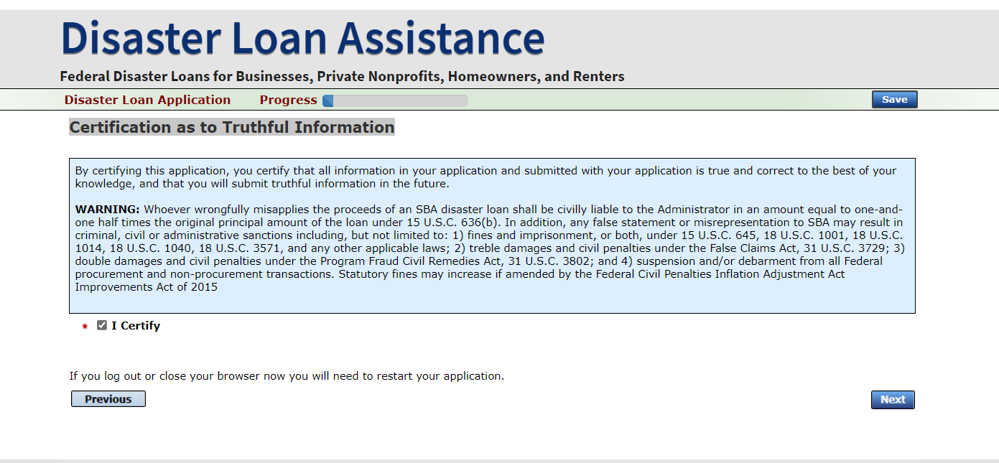 Disaster Loan Assistance
Federal Disaster Loans for Businesses, Private Nonprofits, Homeowners, and Renters
Disaster Loan Application Progress Save
Certification as to Truthful Information
By certifying this application, you certify that all information in your application and submitted with your application is true and correct to the best of your
knowledge, and that you will submit truthful information in the future.
WARNING: Whoever wrongfully misapplies the proceeds of an SBA disaster loan shall be civilly liable to the Administrator in an amount equal to one-and-
one half times the original principal amount of the loan under 15 U.S.C. 636(b). In addition, any false statement or misrepresentation to SBA may result in
criminal, civil or administrative sanctions including, but not limited to: 1) fines and imprisonment, or both, under 15 U.S.C. 645, 18 U.S.C. 1001, 18 U.S.C.
1014, 18 U.S.C. 1040, 18 U.S.C. 3571, and any other applicable laws; 2) treble damages and civil penalties under the False Claims Act, 31 U.S.C. 3729; 3)
double damages and civil penalties under the Program Fraud Civil Remedies Act, 31 U.S.C. 3802; and 4) suspension and/or debarment from all Federal
procurement and non-procurement transactions. Statutory fines may increase if amended by the Federal Civil Penalties Inflation Adjustment Act
Improvements Act of 2015
* I Certify
If you log out or close your browser now you will need to restart your application.
Previous Next